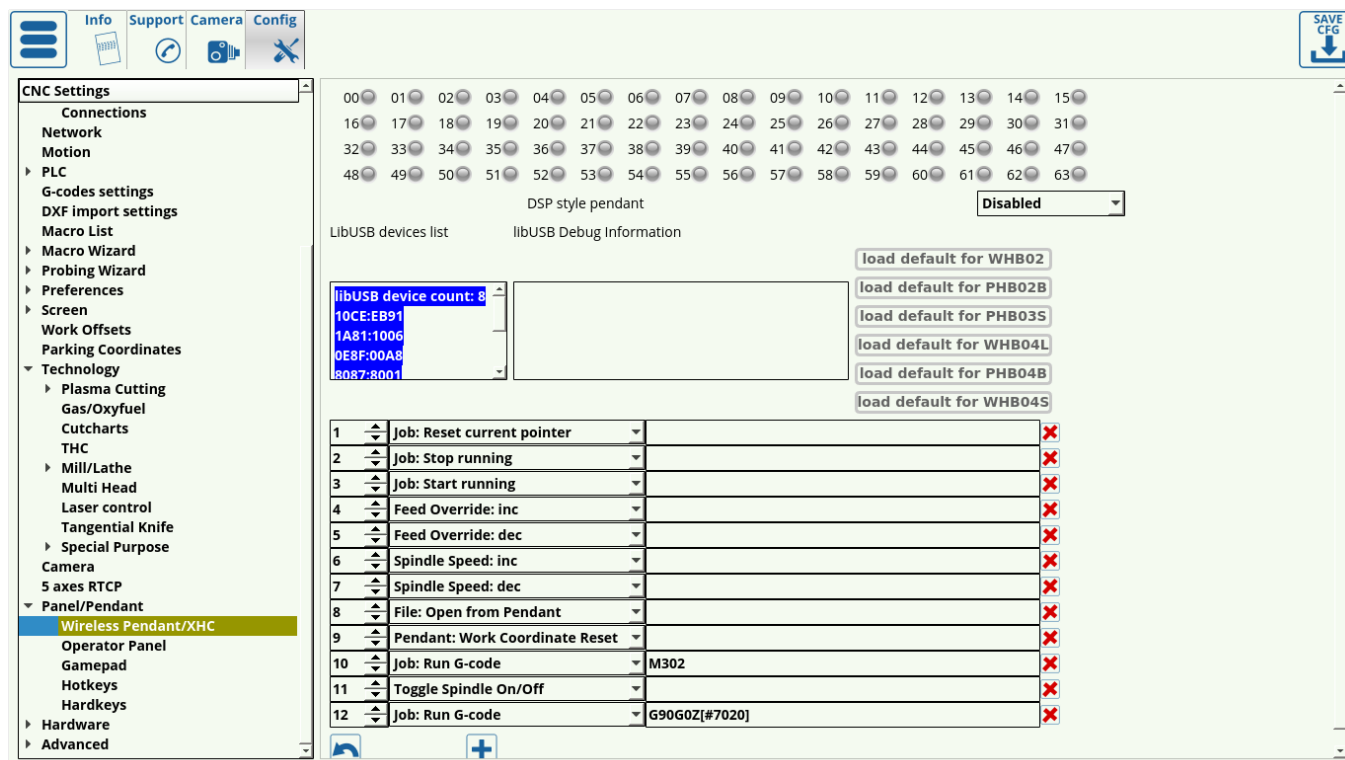 Info Support Camera Config
SAVE CFG
CNC Settings
Connections
Network
Motion
PLC
G-codes settings
DXF import settings
Macro List
Macro Wizard
Probing Wizard
Preferences
Screen
Work Offsets
Parking Coordinates
Technology
Plasma Cutting
Gas/Oxyfuel
Cutcharts
THC
Mill/Lathe
Multi Head
Laser control
Tangential Knife
Special Purpose
Camera
5 axes RTCP
Panel/Pendant
Wireless Pendant/XHC
Operator Panel
Gamepad
Hotkeys
Hardkeys
Hardware
Advanced
00 01 02 03 04 05 06 07 08 09 10 11 12 13 14 15
16 17 18 19 20 21 22 23 24 25 26 27 28 29 30 31
32 33 34 35 36 37 38 39 40 41 42 43 44 45 46 47
48 49 50 51 52 53 54 55 56 57 58 59 60 61 62 63
DSP style pendant Disabled
LibUSB devices list libUSB Debug Information
libUSB device count: 8
10CE:EB91
1A81:1006
0E8F:00A8
8087:8001
load default for WHB02
load default for PHB02B
load default for PHB03S
load default for WHB04L
load default for PHB04B
load default for WHB04S
1 Job: Reset current pointer
2 Job: Stop running
3 Job: Start running
4 Feed Override: inc
5 Feed Override: dec
6 Spindle Speed: inc
7 Spindle Speed: dec
8 File: Open from Pendant
9 Pendant: Work Coordinate Reset
10 Job: Run G-code M302
11 Toggle Spindle On/Off
12 Job: Run G-code G90G0Z[#7020]